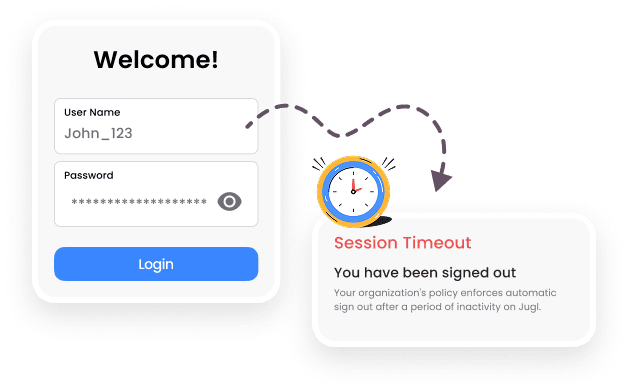 Welcome!
User Name
John_123
Password
*******************
Login
Session Timeout
You have been signed out
Your organization's policy enforces automatic
sign out after a period of inactivity on Jugl.